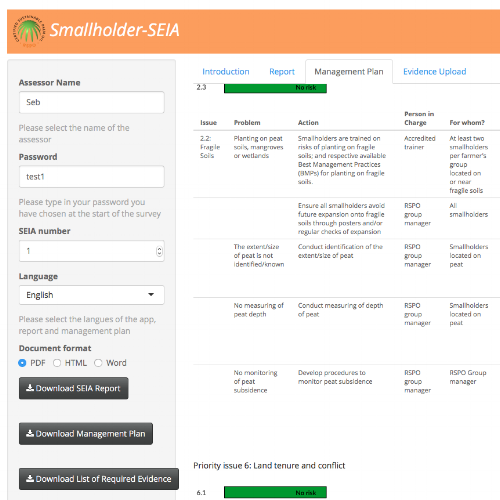 Smallholder-SEIA
Assessor Name
Seb
Please select the name of the
assessor
Password
test1
Please type in your password you
have chosen at the start of the survey
SEIA number
1
Language
English
Please select the langues of the app,
report and management plan
Document format
PDF HTML Word
Download SEIA Report
Download Management Plan
Download List of Required Evidence
Introduction Report Management Plan Evidence Upload
2.3 No risk
Issue Problem Action Person in Charge For whom?
2.2:
Fragile
Soils
Planting on peat
soils, mangroves
or wetlands
Smallholders are trained on
risks of planting on fragile
soils; and respective available
Best Management Practices
(BMPs) for planting on fragile
soils.
Accredited
trainer
At least two
smallholders
per farmer's
group
located on
or near
fragile soils
Ensure all smallholders avoid
future expansion onto fragile
soils through posters and/or
regular checks of expansion
RSPO
group
manager
All
smallholders
The extent/size
of peat is not
identified/known
Conduct identification of the
extent/size of peat
RSPO
group
manager
Smallholders
located on
peat
No measuring of
peat depth
Conduct measuring of depth
of peat
RSPO
group
manager
Smallholders
located on
peat
No monitoring
of peat
subsidence
Develop procedures to
monitor peat subsidence
RSPO
group
manager
RSPO Group
manager
Priority issue 6: Land tenure and conflict
6.1 No risk